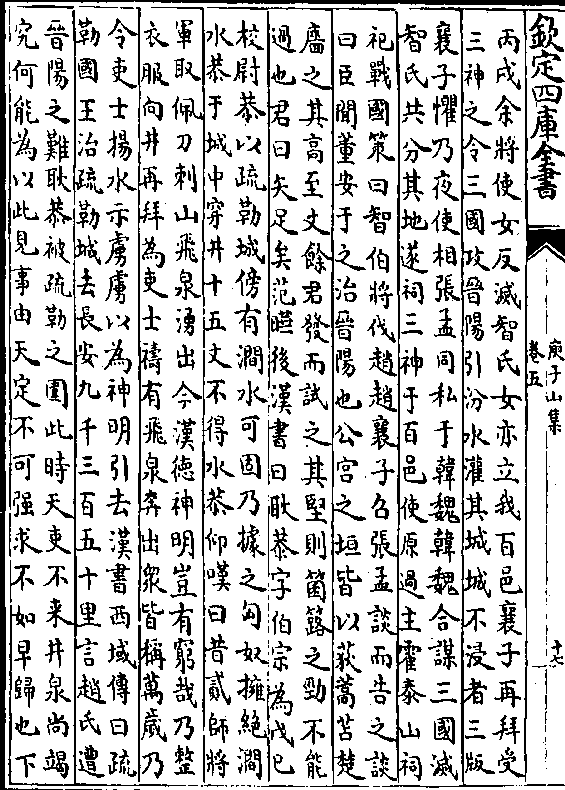 欽定四庫全書
庾子山集
卷五
十七
丙戌余將使女反滅智氏女亦立我百邑襄子再拜受
三神之令三國攻晉陽引汾水灌其城城不浸者三版
襄子懼乃夜使相張孟同私于韓魏韓魏合謀三國滅
智氏共分其地遂祠三神于百邑使原過主霍泰山祠
祀戰國策曰智伯將伐趙趙襄子召張孟談而告之談
曰臣聞董安于之治晉陽也公宮之垣皆以荻蒿苫楚
廧之其高至丈餘君發而試之其堅則箘簬之勁不能
過也君曰矢足矣范曄後漢書曰耿恭字伯宗為戊己
校尉恭以疏勒城傍有澗水可固乃據之匈奴擁絕澗
水恭于城中穿井十五丈不得水恭仰嘆曰昔貳師將
軍取佩刀刺山飛泉湧出今漢徳神明豈有窮哉乃整
衣服向井再拜為吏士禱有飛泉奔出衆皆稱萬歲乃
令吏士揚水示虜虜以為神明引去漢書西域傳曰疏
勒國王治疏勒城去長安九千三百五十里言趙氏遭
晉陽之難耿恭被疏勒之圍此時天吏不来井泉尚竭
究何能為以此見事由天定不可强求不如早歸也下